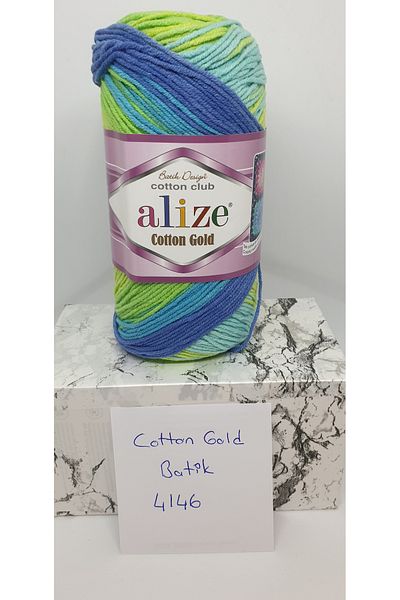 Batik Design
cotton club
alize®
Cotton Gold
Cotton Gold
Batik
4146